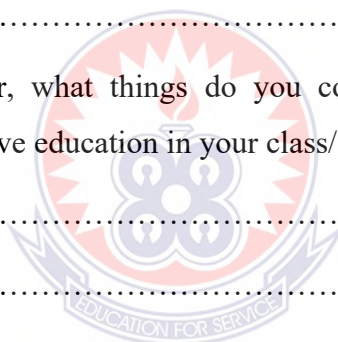 ................................................
r, what things do you co
ve education in your class/
................................................
................................................
EDUCATION FOR SERVICE